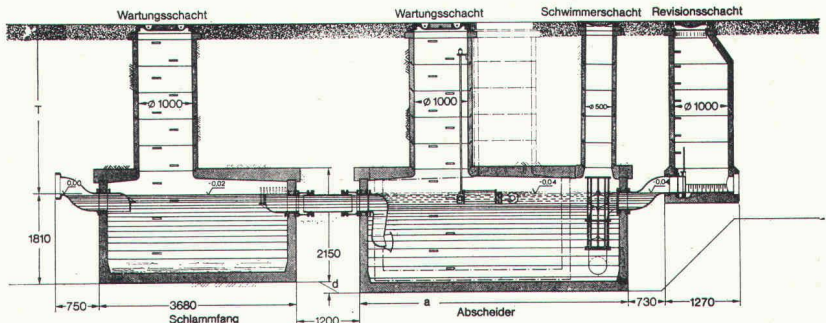 Wartungsschacht
Wartungsschacht
Schwimmerschacht
Revisionsschacht
⌀ 1000
⌀ 1000
⌀ 500
⌀ 1000
T
0,00
-0,02
-0,04
-0,04
1810
2150
d
750
3680
1200
a
730
1270
Schlammfang
Abscheider